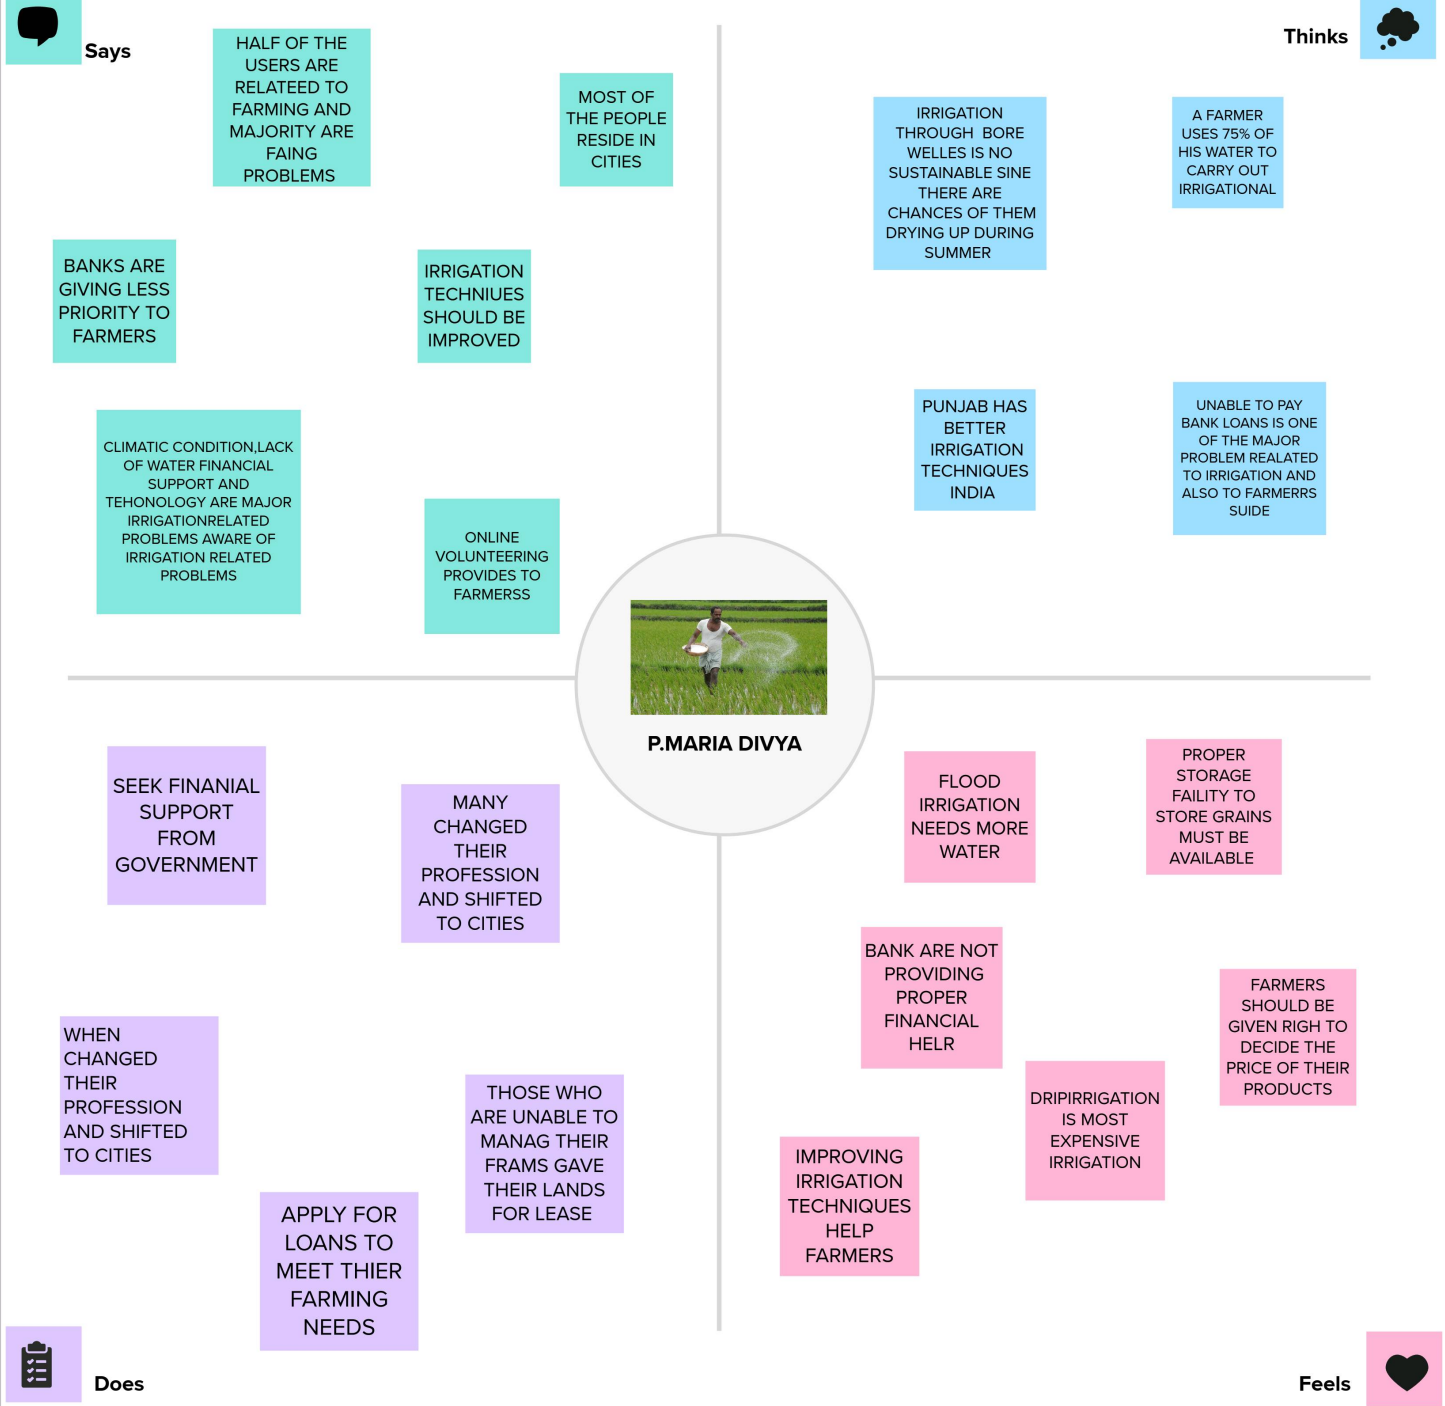 Says
HALF OF THE
USERS ARE
RELATEED TO
FARMING AND
MAJORITY ARE
FAING
PROBLEMS
MOST OF
THE PEOPLE
RESIDE IN
CITIES
BANKS ARE
GIVING LESS
PRIORITY TO
FARMERS
IRRIGATION
TECHNIUES
SHOULD BE
IMPROVED
CLIMATIC CONDITION,LACK
OF WATER FINANCIAL
SUPPORT AND
TEHONOLOGY ARE MAJOR
IRRIGATIONRELATED
PROBLEMS AWARE OF
IRRIGATION RELATED
PROBLEMS
ONLINE
VOLUNTEERING
PROVIDES TO
FARMERSS
Thinks
IRRIGATION
THROUGH BORE
WELLES IS NO
SUSTAINABLE SINE
THERE ARE
CHANCES OF THEM
DRYING UP DURING
SUMMER
A FARMER
USES 75% OF
HIS WATER TO
CARRY OUT
IRRIGATIONAL
PUNJAB HAS
BETTER
IRRIGATION
TECHNIQUES
INDIA
UNABLE TO PAY
BANK LOANS IS ONE
OF THE MAJOR
PROBLEM REALATED
TO IRRIGATION AND
ALSO TO FARMERRS
SUIDE
P.MARIA DIVYA
SEEK FINANIAL
SUPPORT
FROM
GOVERNMENT
MANY
CHANGED
THEIR
PROFESSION
AND SHIFTED
TO CITIES
WHEN
CHANGED
THEIR
PROFESSION
AND SHIFTED
TO CITIES
THOSE WHO
ARE UNABLE TO
MANAG THEIR
FRAMS GAVE
THEIR LANDS
FOR LEASE
APPLY FOR
LOANS TO
MEET THIER
FARMING
NEEDS
Does
FLOOD
IRRIGATION
NEEDS MORE
WATER
PROPER
STORAGE
FAILITY TO
STORE GRAINS
MUST BE
AVAILABLE
BANK ARE NOT
PROVIDING
PROPER
FINANCIAL
HELR
FARMERS
SHOULD BE
GIVEN RIGH TO
DECIDE THE
PRICE OF THEIR
PRODUCTS
DRIPIRRIGATION
IS MOST
EXPENSIVE
IRRIGATION
IMPROVING
IRRIGATION
TECHNIQUES
HELP
FARMERS
Feels